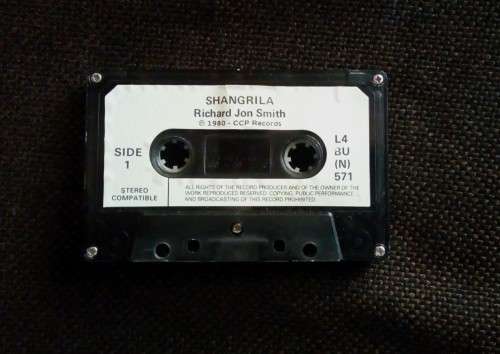 SHANGRILA
Richard Jon Smith
℗ 1980 - CCP Records
SIDE
1
STEREO
COMPATIBLE
L4
BU
(N)
571
ALL RIGHTS OF THE RECORD PRODUCER AND OF THE OWNER OF THE
WORK REPRODUCED RESERVED. COPYING, PUBLIC PERFORMANCE
AND BROADCASTING OF THIS RECORD PROHIBITED